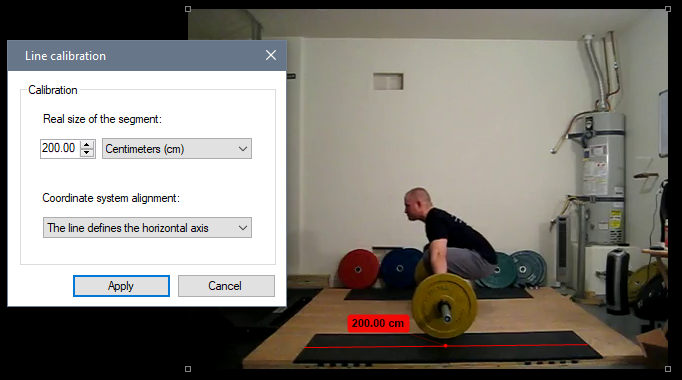 Line calibration
Calibration
Real size of the segment:
200.00
Centimeters (cm)
Coordinate system alignment:
The line defines the horizontal axis
Apply
Cancel
200.00 cm